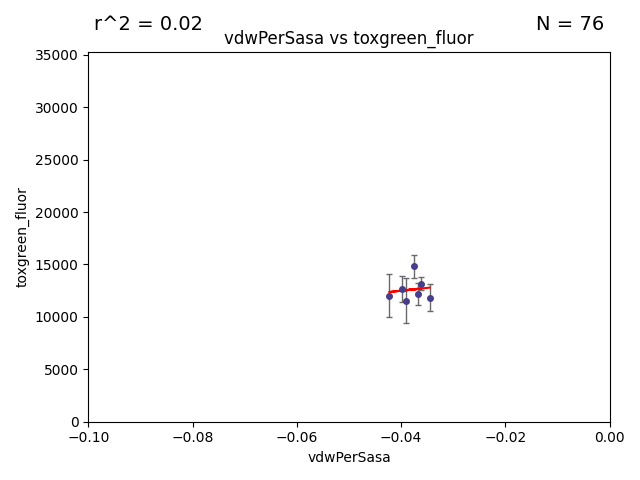 r^2 = 0.02
N = 76
vdwPerSasa vs toxgreen_fluor
35000
30000
25000
20000
15000
10000
5000
0
toxgreen_fluor
−0.10
−0.08
−0.06
−0.04
−0.02
0.00
vdwPerSasa